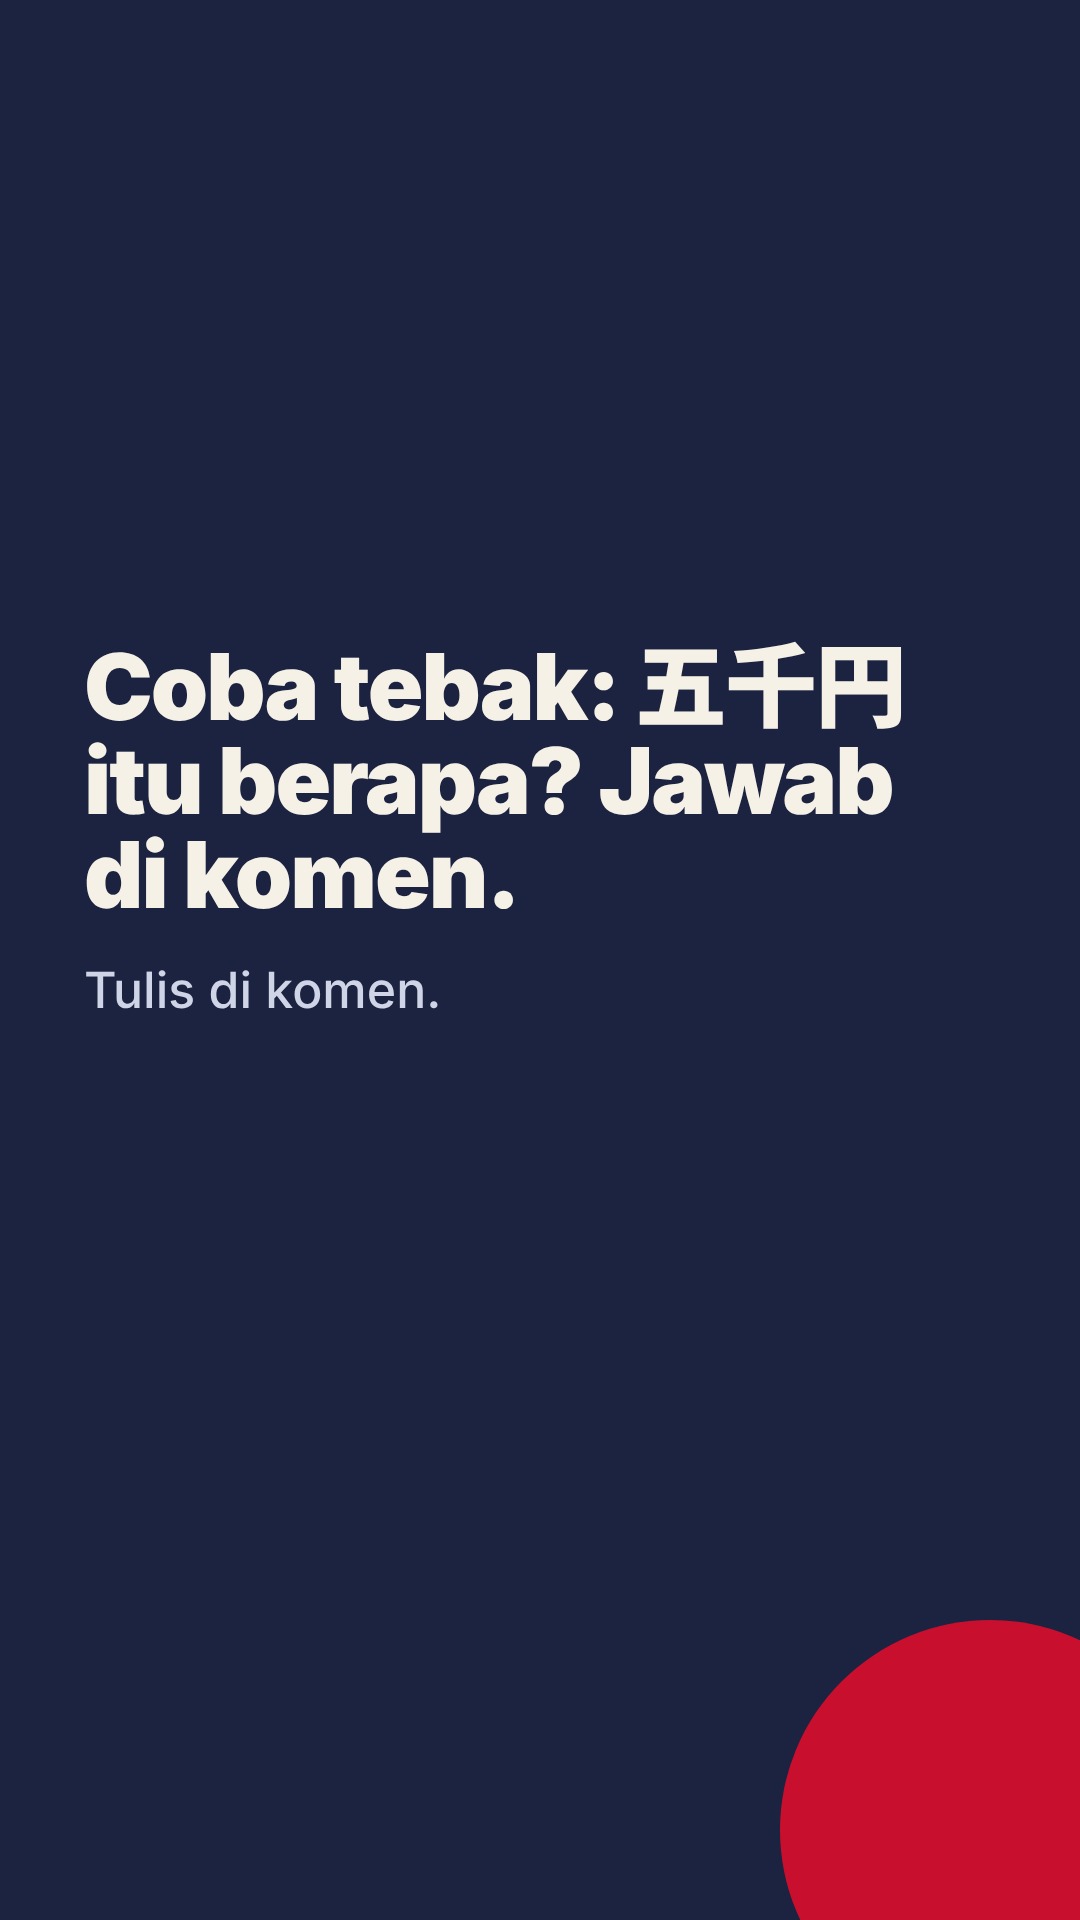 Coba tebak: 五千円
itu berapa? Jawab
di komen.
Tulis di komen.